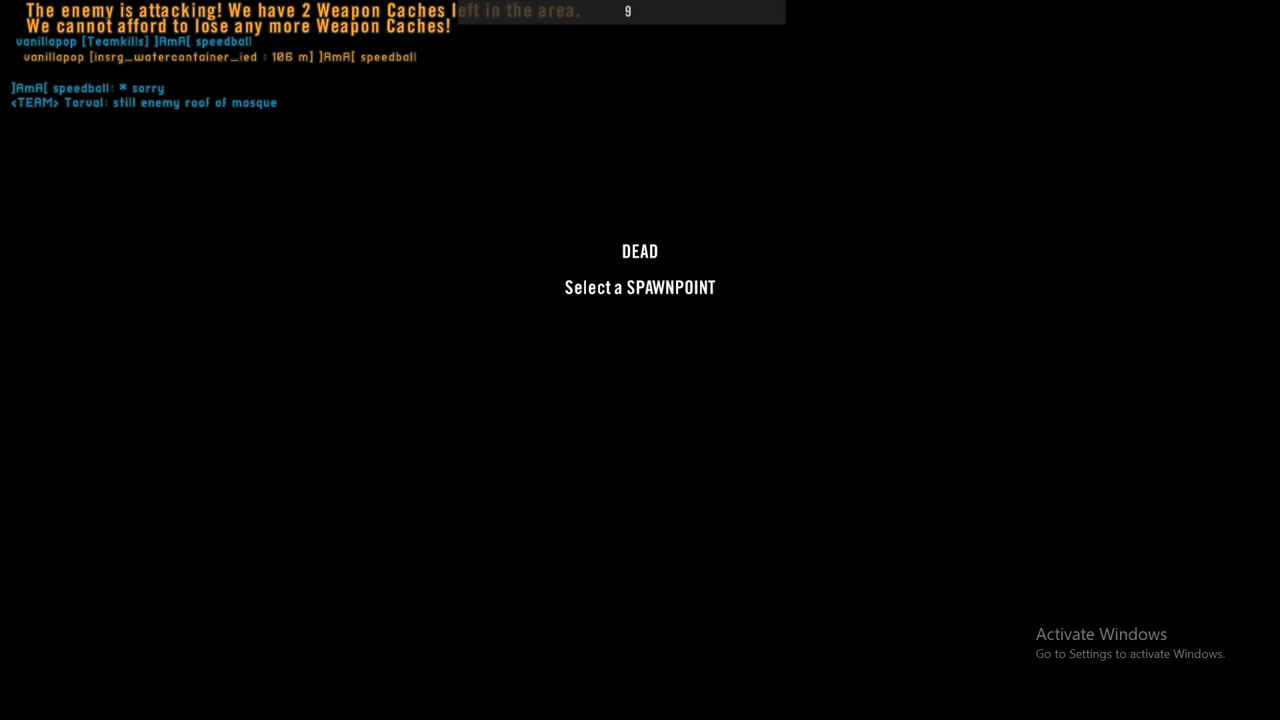 The enemy is attacking! We have 2 Weapon Caches left in the area.
9
We cannot afford to lose any more Weapon Caches!
vanillapop [Teamkills] ]AmA[ speedball
vanillapop [insrg_watercontainer_ied : 106 m] ]AmA[ speedball
]AmA[ speedball: * sorry
<TEAM> Torval: still enemy roof of mosque
DEAD
Select a SPAWNPOINT
Activate Windows
Go to Settings to activate Windows.